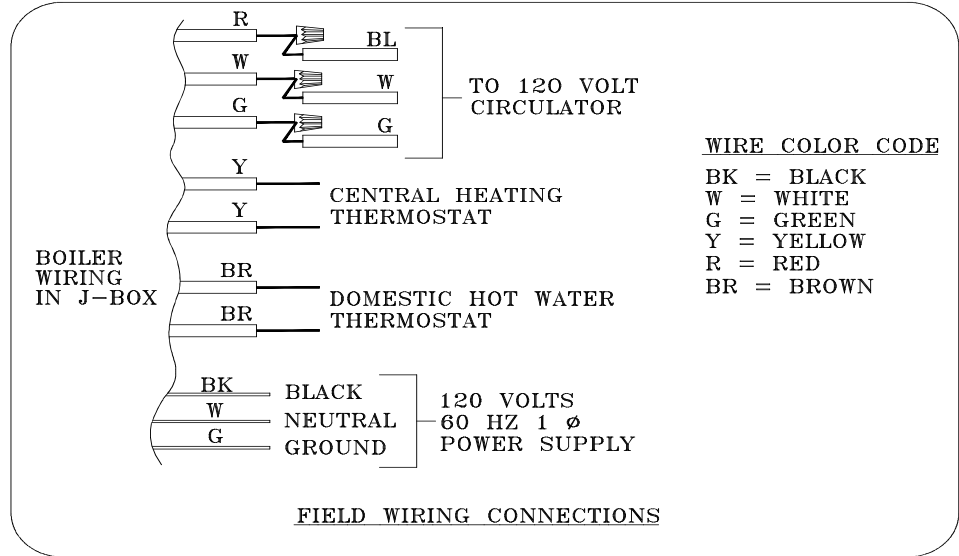 R
BL
W
W
G
G
TO 120 VOLT
CIRCULATOR
Y
Y
CENTRAL HEATING
THERMOSTAT
BOILER
WIRING
IN J-BOX
BR
BR
DOMESTIC HOT WATER
THERMOSTAT
BK
BLACK
W
NEUTRAL
G
GROUND
120 VOLTS
60 HZ 1 Ø
POWER SUPPLY
WIRE COLOR CODE
BK = BLACK
W = WHITE
G = GREEN
Y = YELLOW
R = RED
BR = BROWN
FIELD WIRING CONNECTIONS